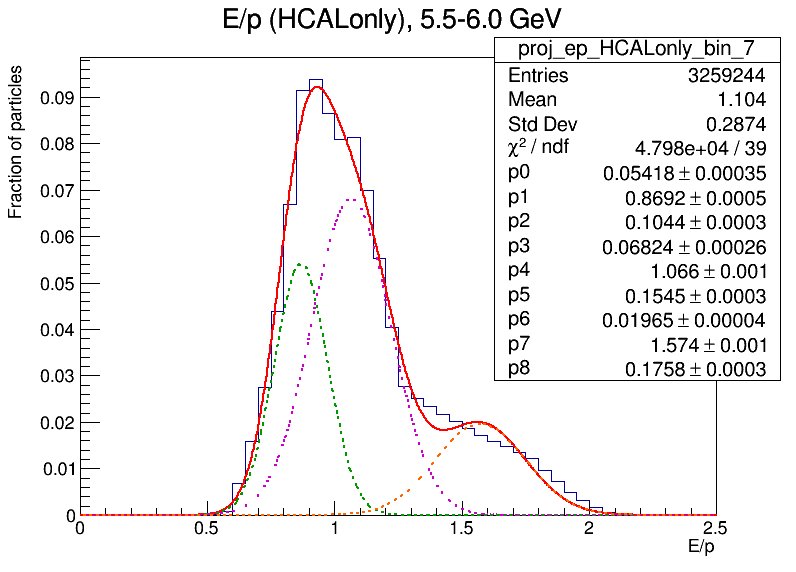 E/p (HCALonly), 5.5-6.0 GeV
proj_ep_HCALonly_bin_7
Entries 3259244
Mean 1.104
Std Dev 0.2874
χ² / ndf 4.798e+04 / 39
p0 0.05418 ± 0.00035
p1 0.8692 ± 0.0005
p2 0.1044 ± 0.0003
p3 0.06824 ± 0.00026
p4 1.066 ± 0.001
p5 0.1545 ± 0.0003
p6 0.01965 ± 0.00004
p7 1.574 ± 0.001
p8 0.1758 ± 0.0003
Fraction of particles
0.09
0.08
0.07
0.06
0.05
0.04
0.03
0.02
0.01
0
0 0.5 1 1.5 2 2.5
E/p